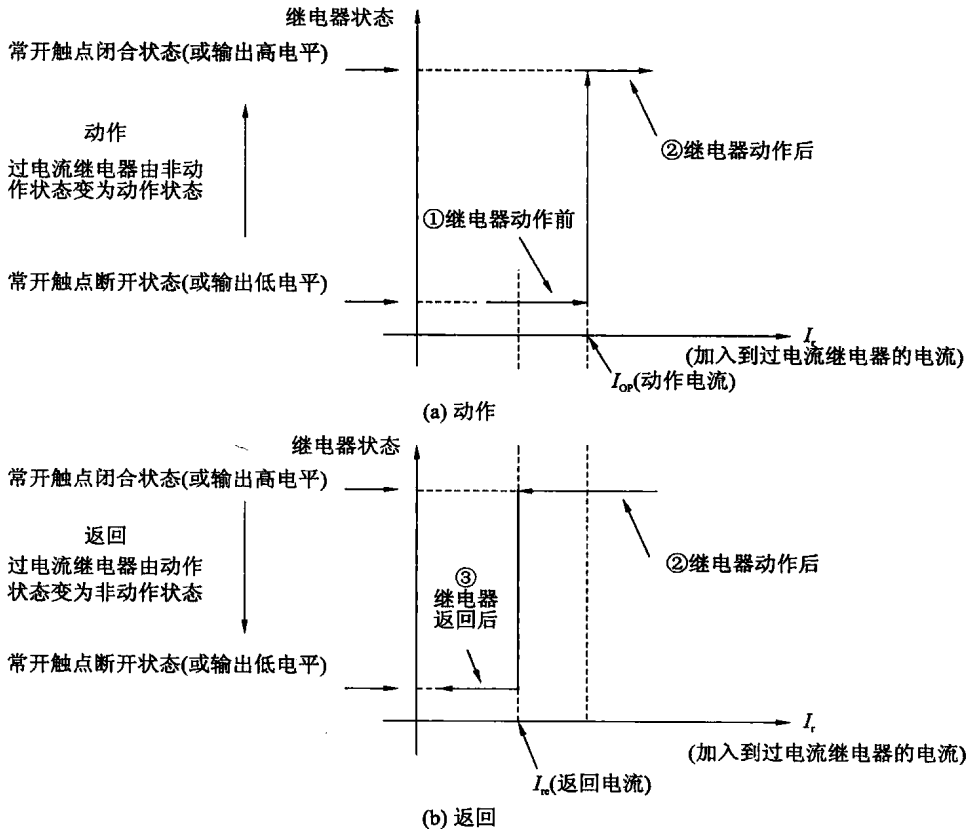 继电器状态
常开触点闭合状态(或输出高电平)
动作
过电流继电器由非动
作状态变为动作状态
②继电器动作后
①继电器动作前
常开触点断开状态(或输出低电平)
Ir
(加入到过电流继电器的电流)
IOP(动作电流)
(a) 动作
继电器状态
常开触点闭合状态(或输出高电平)
返回
过电流继电器由动作
状态变为非动作状态
②继电器动作后
③
继电器
返回后
常开触点断开状态(或输出低电平)
Ir
(加入到过电流继电器的电流)
Ire(返回电流)
(b) 返回